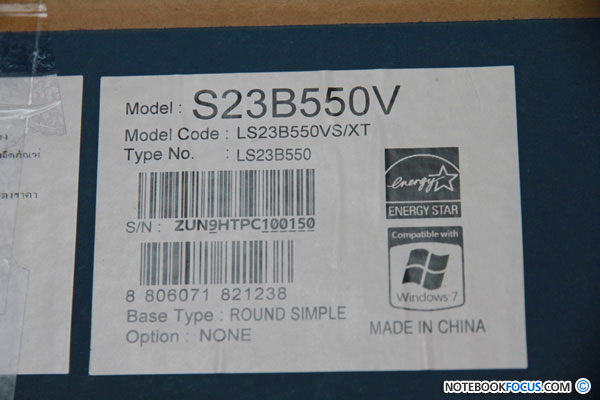 Model : S23B550V
Model Code : LS23B550VS/XT
Type No. : LS23B550
S/N : ZUN9HTPC100150
8 806071 821238
Base Type : ROUND SIMPLE
Option : NONE
energy
ENERGY STAR
Compatible with
Windows 7
MADE IN CHINA
NOTEBOOKFOCUS.COM ©